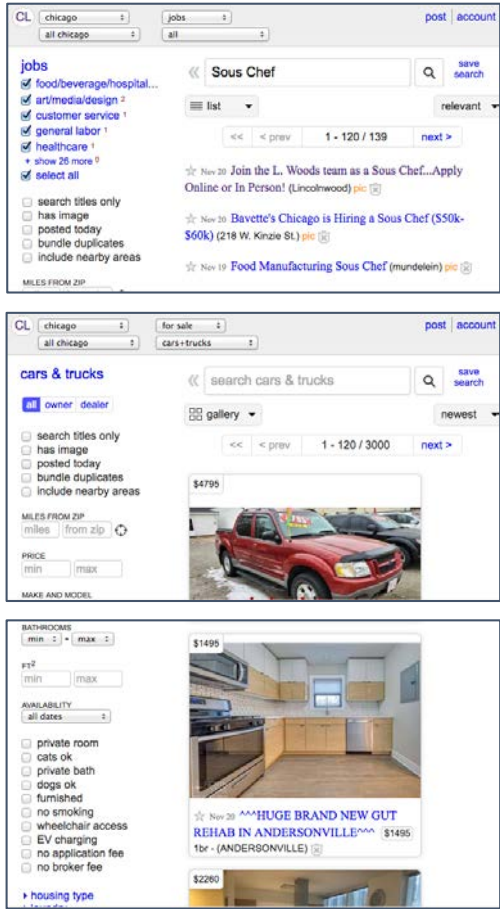 CL chicago jobs post account
all chicago all
jobs
food/beverage/hospital...
art/media/design 2
customer service 1
general labor 1
healthcare 1
+ show 26 more 0
select all
search titles only
has image
posted today
bundle duplicates
include nearby areas
MILES FROM ZIP
Sous Chef
save
search
list relevant
<< < prev 1 - 120 / 139 next >
Nov 20 Join the L. Woods team as a Sous Chef...Apply
Online or In Person! (Lincolnwood) pic
Nov 20 Bavette's Chicago is Hiring a Sous Chef ($50k-
$60k) (218 W. Kinzie St.) pic
Nov 19 Food Manufacturing Sous Chef (mundelein) pic
CL chicago for sale post account
all chicago cars+trucks
cars & trucks
all owner dealer
search titles only
has image
posted today
bundle duplicates
include nearby areas
MILES FROM ZIP
miles from zip
PRICE
min max
MAKE AND MODEL
search cars & trucks
save
search
gallery newest
<< < prev 1 - 120 / 3000 next >
$4795
BATHROOMS
min - max
FT2
min max
AVAILABILITY
all dates
private room
cats ok
private bath
dogs ok
furnished
no smoking
wheelchair access
EV charging
no application fee
no broker fee
housing type
$1495
Nov 20 ^^^HUGE BRAND NEW GUT
REHAB IN ANDERSONVILLE^^^ $1495
1br - (ANDERSONVILLE)
$2260